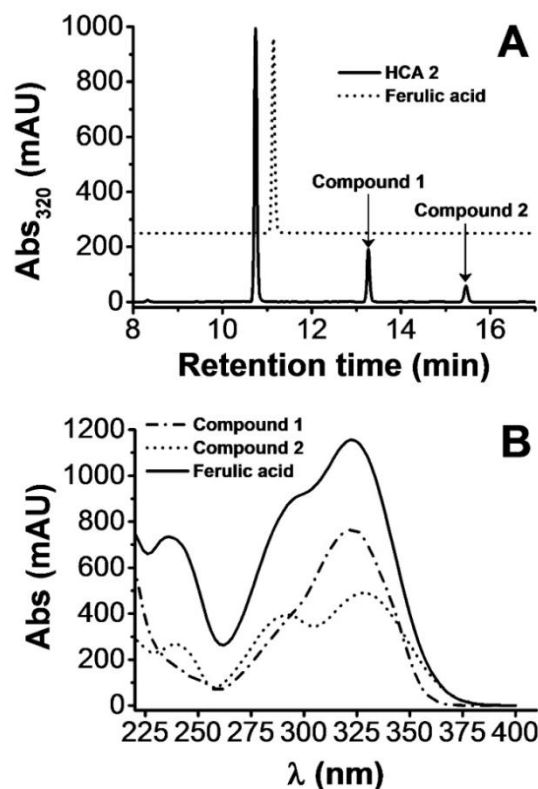 A
HCA 2
Ferulic acid
Compound 1
Compound 2
Abs320 (mAU)
1000
800
600
400
200
0
8 10 12 14 16
Retention time (min)
B
Compound 1
Compound 2
Ferulic acid
Abs (mAU)
1200
1000
800
600
400
200
0
225 250 275 300 325 350 375 400
λ (nm)